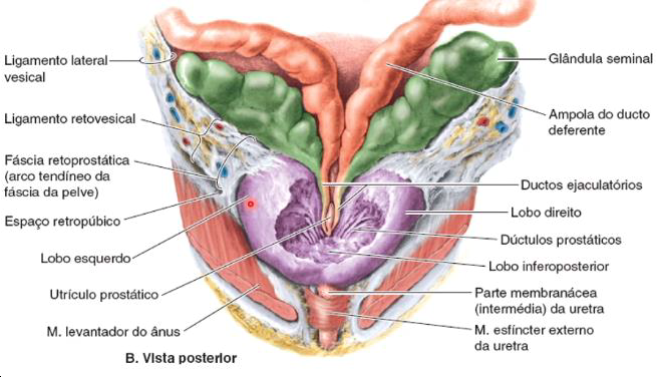 Ligamento lateral
vesical
Ligamento retovesical
Fáscia retoprostática
(arco tendíneo da
fáscia da pelve)
Espaço retropúbico
Lobo esquerdo
Utrículo prostático
M. levantador do ânus
Glândula seminal
Ampola do ducto
deferente
Ductos ejaculatórios
Lobo direito
Dúctulos prostáticos
Lobo inferoposterior
Parte membranácea
(intermédia) da uretra
M. esfíncter externo
da uretra
B. Vista posterior